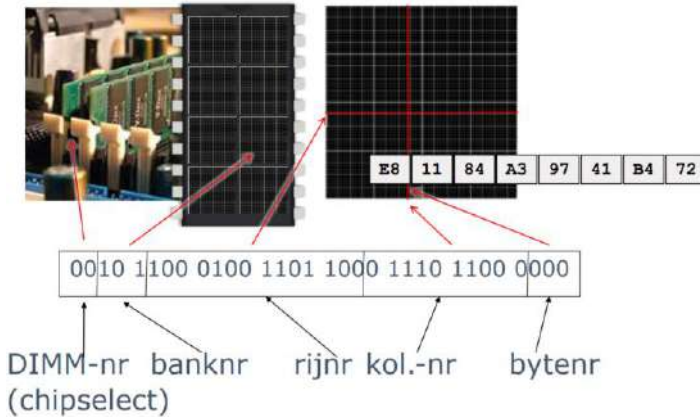 E8 11 84 A3 97 41 B4 72
0010 1100 0100 1101 1000 1110 1100 0000
DIMM-nr banknr rijnr kol.-nr bytenr
(chipselect)